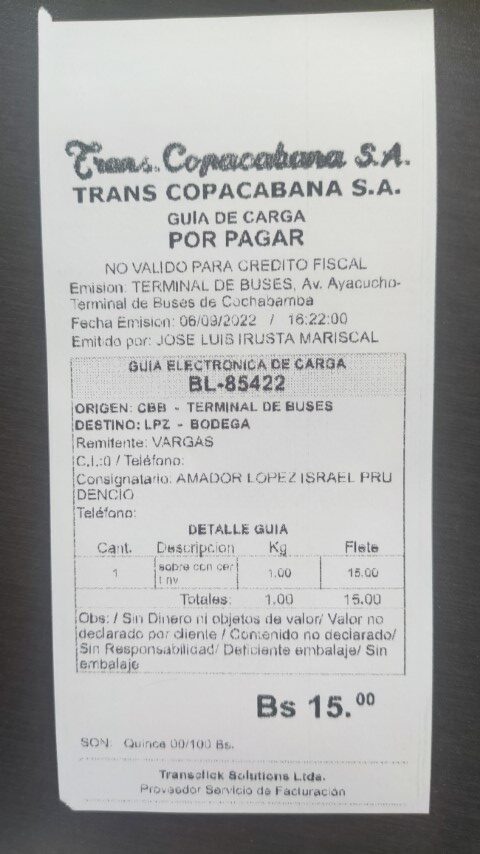 Trans. Copacabana S.A.
TRANS COPACABANA S.A.
GUIA DE CARGA
POR PAGAR
NO VALIDO PARA CREDITO FISCAL
Emision: TERMINAL DE BUSES, Av. Ayacucho-
Terminal de Buses de Cochabamba
Fecha Emision: 06/09/2022 / 16:22:00
Emitido por: JOSE LUIS IRUSTA MARISCAL
GUIA ELECTRONICA DE CARGA
BL-85422
ORIGEN: CBB - TERMINAL DE BUSES
DESTINO: LPZ - BODEGA
Remitente: VARGAS
C.I.:0 / Teléfono:
Consignatario: AMADOR LOPEZ ISRAEL PRU
DENCIO
Teléfono:
DETALLE GUIA
Cant. Descripcion Kg Flete
1 sobre con cer 1.00 15.00
t nv
Totales: 1.00 15.00
Obs: / Sin Dinero ni objetos de valor/ Valor no
declarado por cliente / Contenido no declarado/
Sin Responsabilidad/ Deficiente embalaje/ Sin
embalaje
Bs 15.00
SON: Quince 00/100 Bs.
Transclick Solutions Ltda.
Proveedor Servicio de Facturación